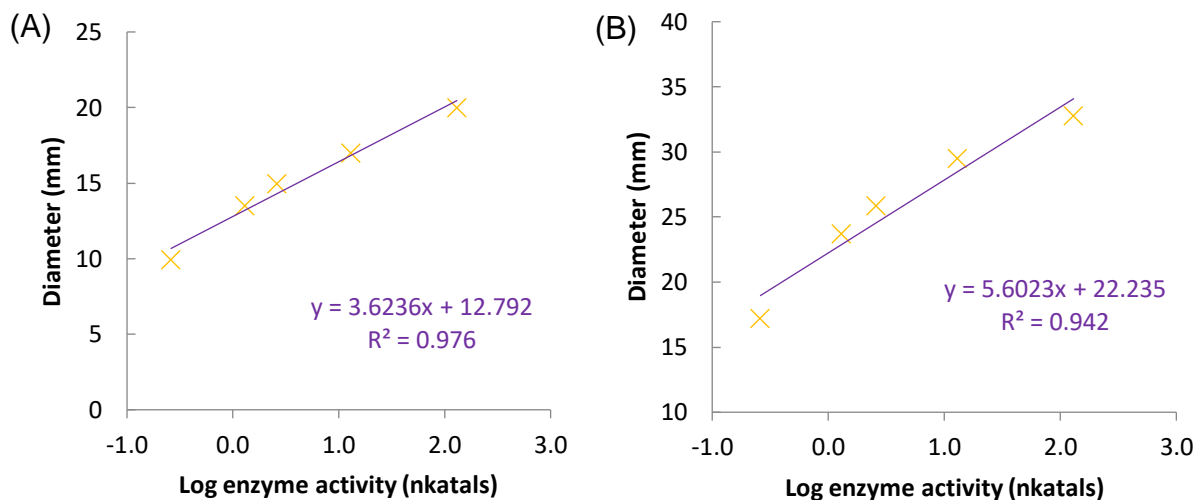 (A)
25
20
15
10
5
0
Diameter (mm)
y = 3.6236x + 12.792
R² = 0.976
-1.0 0.0 1.0 2.0 3.0
Log enzyme activity (nkatals)
(B)
40
35
30
25
20
15
10
Diameter (mm)
y = 5.6023x + 22.235
R² = 0.942
-1.0 0.0 1.0 2.0 3.0
Log enzyme activity (nkatals)